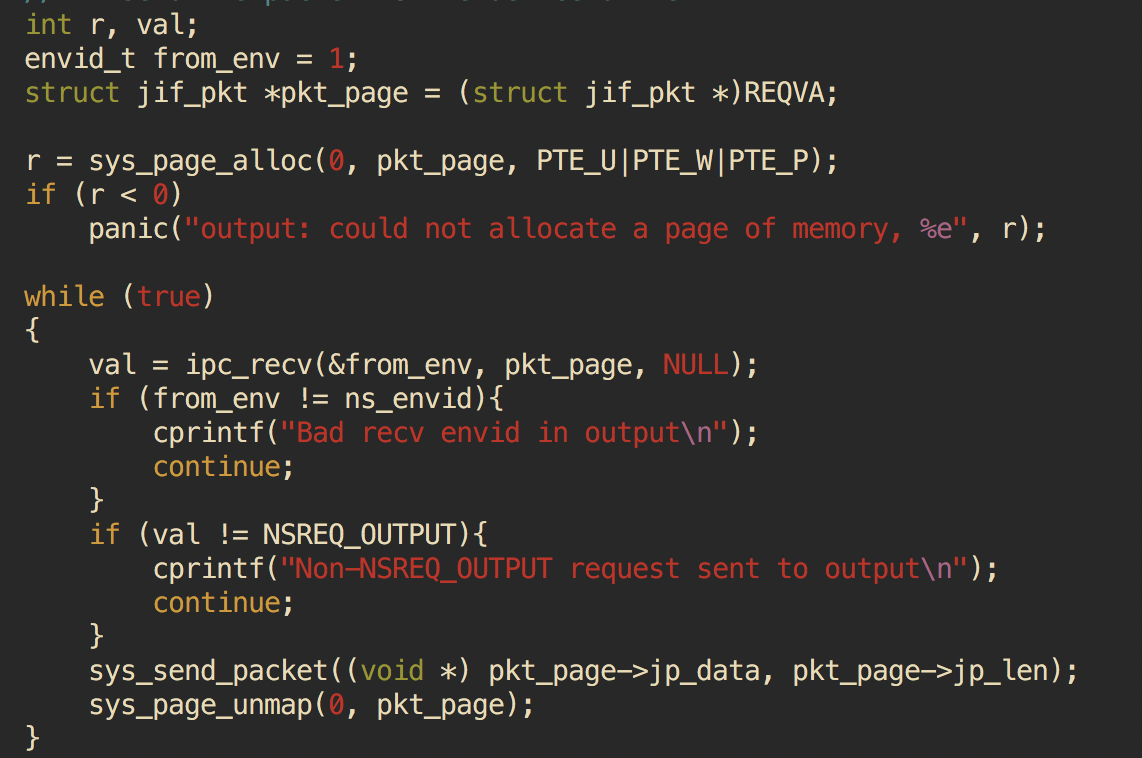 int r, val;
envid_t from_env = 1;
struct jif_pkt *pkt_page = (struct jif_pkt *)REQVA;
r = sys_page_alloc(0, pkt_page, PTE_U|PTE_W|PTE_P);
if (r < 0)
    panic("output: could not allocate a page of memory, %e", r);
while (true)
{
    val = ipc_recv(&from_env, pkt_page, NULL);
    if (from_env != ns_envid){
        cprintf("Bad recv envid in output\n");
        continue;
    }
    if (val != NSREQ_OUTPUT){
        cprintf("Non-NSREQ_OUTPUT request sent to output\n");
        continue;
    }
    sys_send_packet((void *) pkt_page->jp_data, pkt_page->jp_len);
    sys_page_unmap(0, pkt_page);
}